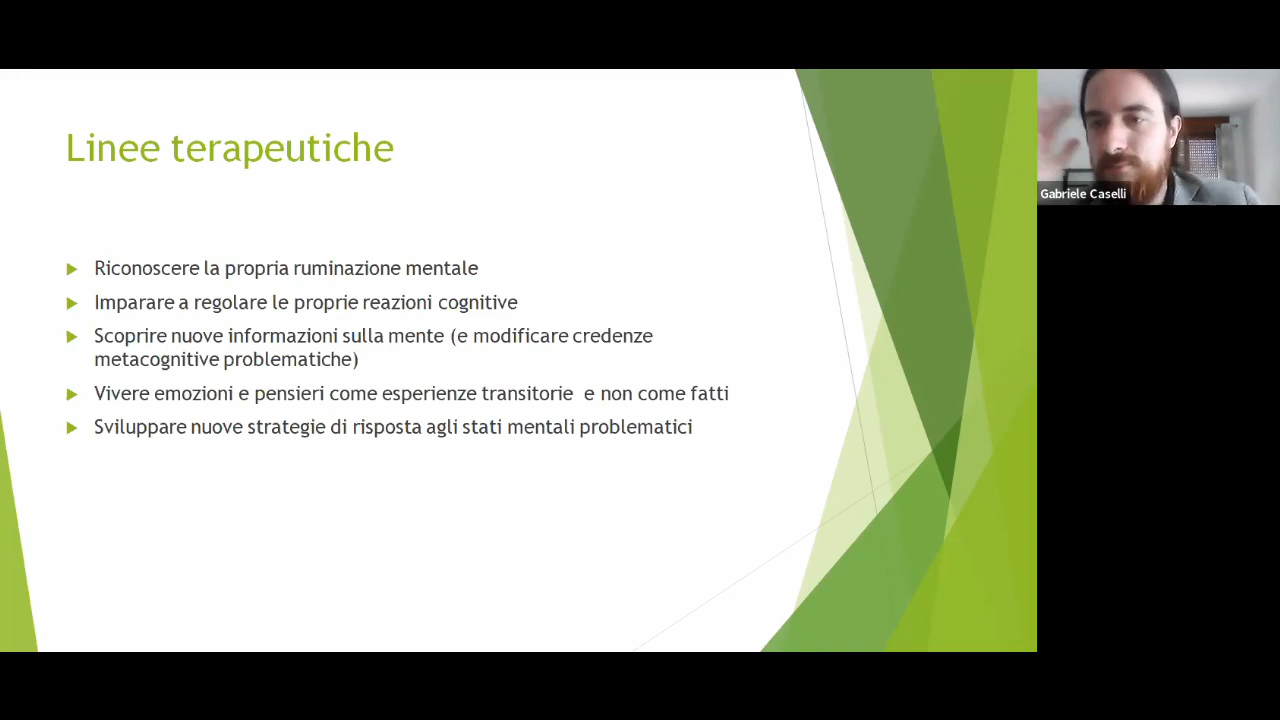 Linee terapeutiche
Riconoscere la propria ruminazione mentale
Imparare a regolare le proprie reazioni cognitive
Scoprire nuove informazioni sulla mente (e modificare credenze
metacognitive problematiche)
Vivere emozioni e pensieri come esperienze transitorie e non come fatti
Sviluppare nuove strategie di risposta agli stati mentali problematici
Gabriele Caselli